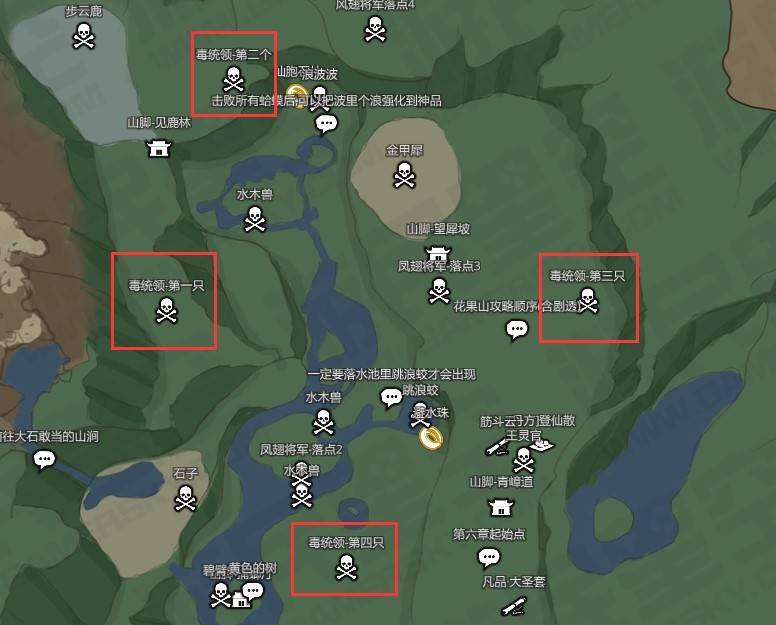 风翅将军落点4
步云鹿
毒统领-第二个
浪波波
击败所有蛤蟆后可以把波里个浪强化到神品
山脚-见鹿林
金甲犀
水木兽
山脚-望犀坡
凤翅将军-落点3
毒统领-第三只
毒统领-第一只
花果山攻略顺序(含剧透)
一定要落水池里跳浪蛟才会出现
跳浪蛟
水木兽
避水珠
筋斗云
登仙散
王灵官
前往大石敢当的山涧
凤翅将军-落点2
水木兽
石子
山脚-青嶂道
第六章起始点
毒统领-第四只
黄色的树
凡品·大圣套